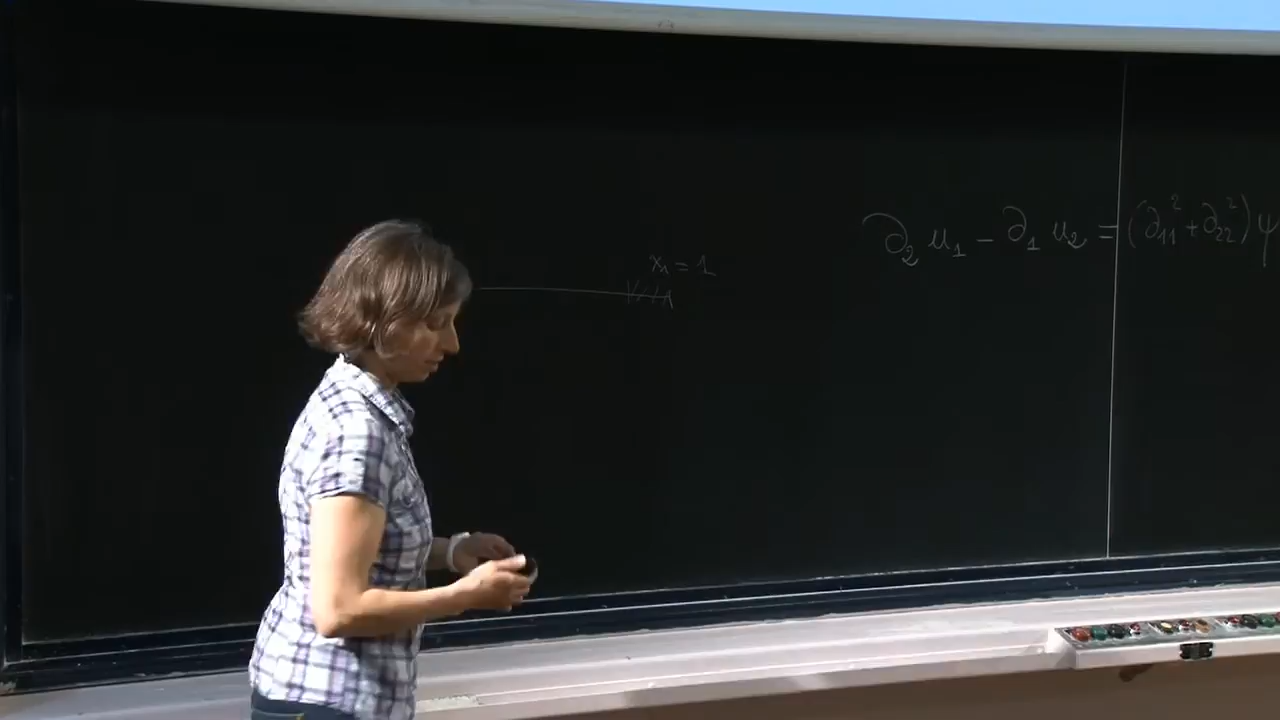 x₁ = 1
∂₂ u₁ – ∂₁ u₂ = (∂₁₁² + ∂₂₂²) ψ